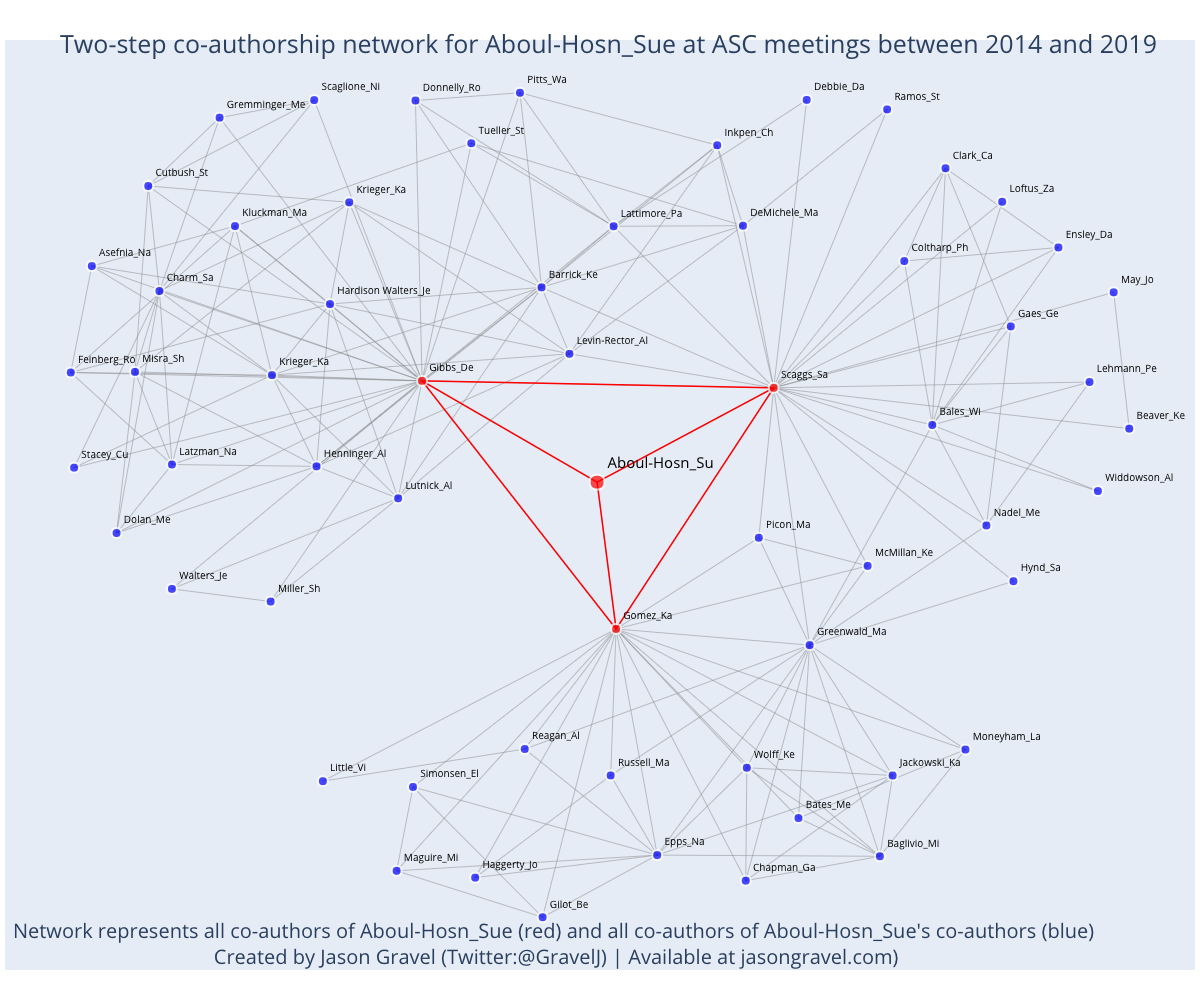 Two-step co-authorship network for Aboul-Hosn_Sue at ASC meetings between 2014 and 2019
Pitts_Wa
Scaglione_Ni
Donnelly_Ro
Debbie_Da
Gremminger_Me
Ramos_St
Tueller_St
Inkpen_Ch
Clark_Ca
Cutbush_St
Krieger_Ka
Loftus_Za
Kluckman_Ma
Lattimore_Pa
DeMichele_Ma
Ensley_Da
Asefnia_Na
Coltharp_Ph
Charm_Sa
Barrick_Ke
May_Jo
Hardison Walters_Je
Gaes_Ge
Levin-Rector_Al
Feinberg_Ro
Misra_Sh
Krieger_Ka
Gibbs_De
Scaggs_Sa
Lehmann_Pe
Bales_Wi
Beaver_Ke
Stacey_Cu
Latzman_Na
Henninger_Al
Aboul-Hosn_Su
Lutnick_Al
Widdowson_Al
Dolan_Me
Picon_Ma
Nadel_Me
McMillan_Ke
Walters_Je
Miller_Sh
Hynd_Sa
Gomez_Ka
Greenwald_Ma
Reagan_Al
Moneyham_La
Little_Vi
Simonsen_El
Russell_Ma
Wolff_Ke
Jackowski_Ka
Bates_Me
Maguire_Mi
Haggerty_Jo
Epps_Na
Chapman_Ga
Baglivio_Mi
Gilot_Be
Network represents all co-authors of Aboul-Hosn_Sue (red) and all co-authors of Aboul-Hosn_Sue's co-authors (blue)
Created by Jason Gravel (Twitter:@GravelJ) | Available at jasongravel.com)